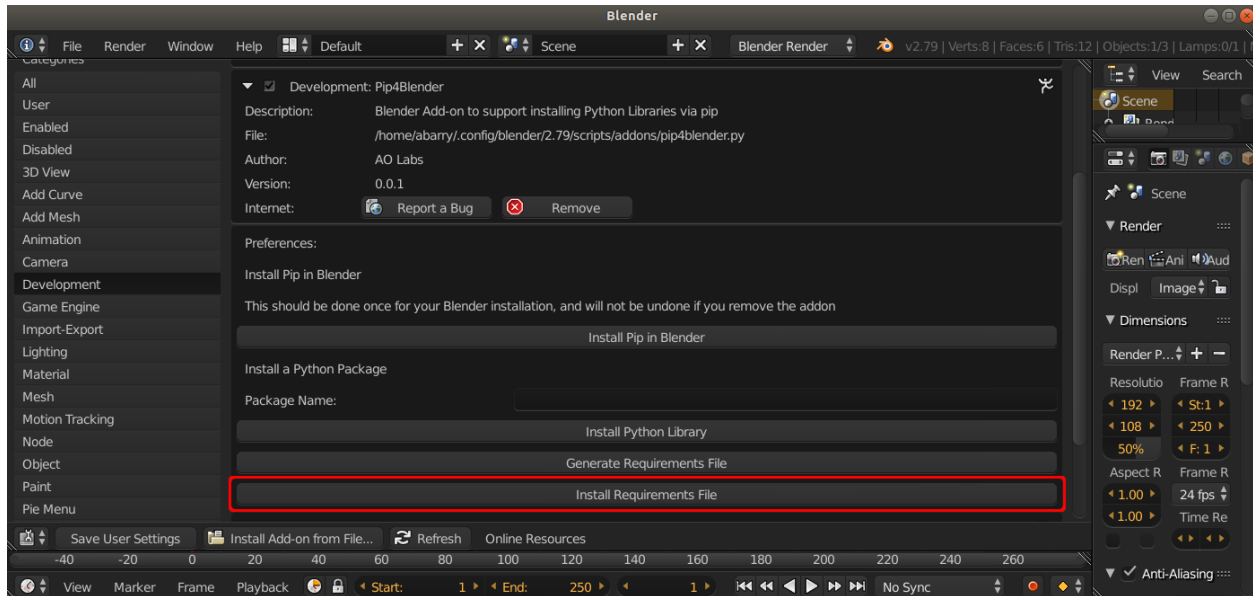 Blender
File Render Window Help Default Scene Blender Render v2.79 | Verts:8 | Faces:6 | Tris:12 | Objects:1/3 | Lamps:0/1 |
Categories
All
User
Enabled
Disabled
3D View
Add Curve
Add Mesh
Animation
Camera
Development
Game Engine
Import-Export
Lighting
Material
Mesh
Motion Tracking
Node
Object
Paint
Pie Menu
Development: Pip4Blender
Description: Blender Add-on to support installing Python Libraries via pip
File: /home/abarry/.config/blender/2.79/scripts/addons/pip4blender.py
Author: AO Labs
Version: 0.0.1
Internet: Report a Bug Remove
Preferences:
Install Pip in Blender
This should be done once for your Blender installation, and will not be undone if you remove the addon
Install Pip in Blender
Install a Python Package
Package Name:
Install Python Library
Generate Requirements File
Install Requirements File
Save User Settings Install Add-on from File... Refresh Online Resources
View Search
Scene
Scene
Render
Ren Ani Aud
Displ Image
Dimensions
Render P...
Resolutio Frame R
192 St:1
108 250
50% F: 1
Aspect R Frame R
1.00 24 fps
1.00 Time Re
Anti-Aliasing
-40 -20 0 20 40 60 80 100 120 140 160 180 200 220 240 260
View Marker Frame Playback Start: 1 End: 250 1 No Sync